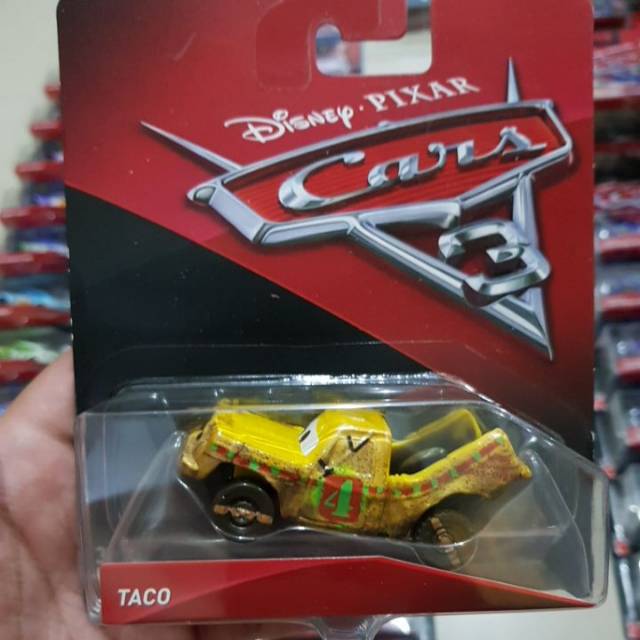 Disney·PIXAR
Cars
3
4
TACO